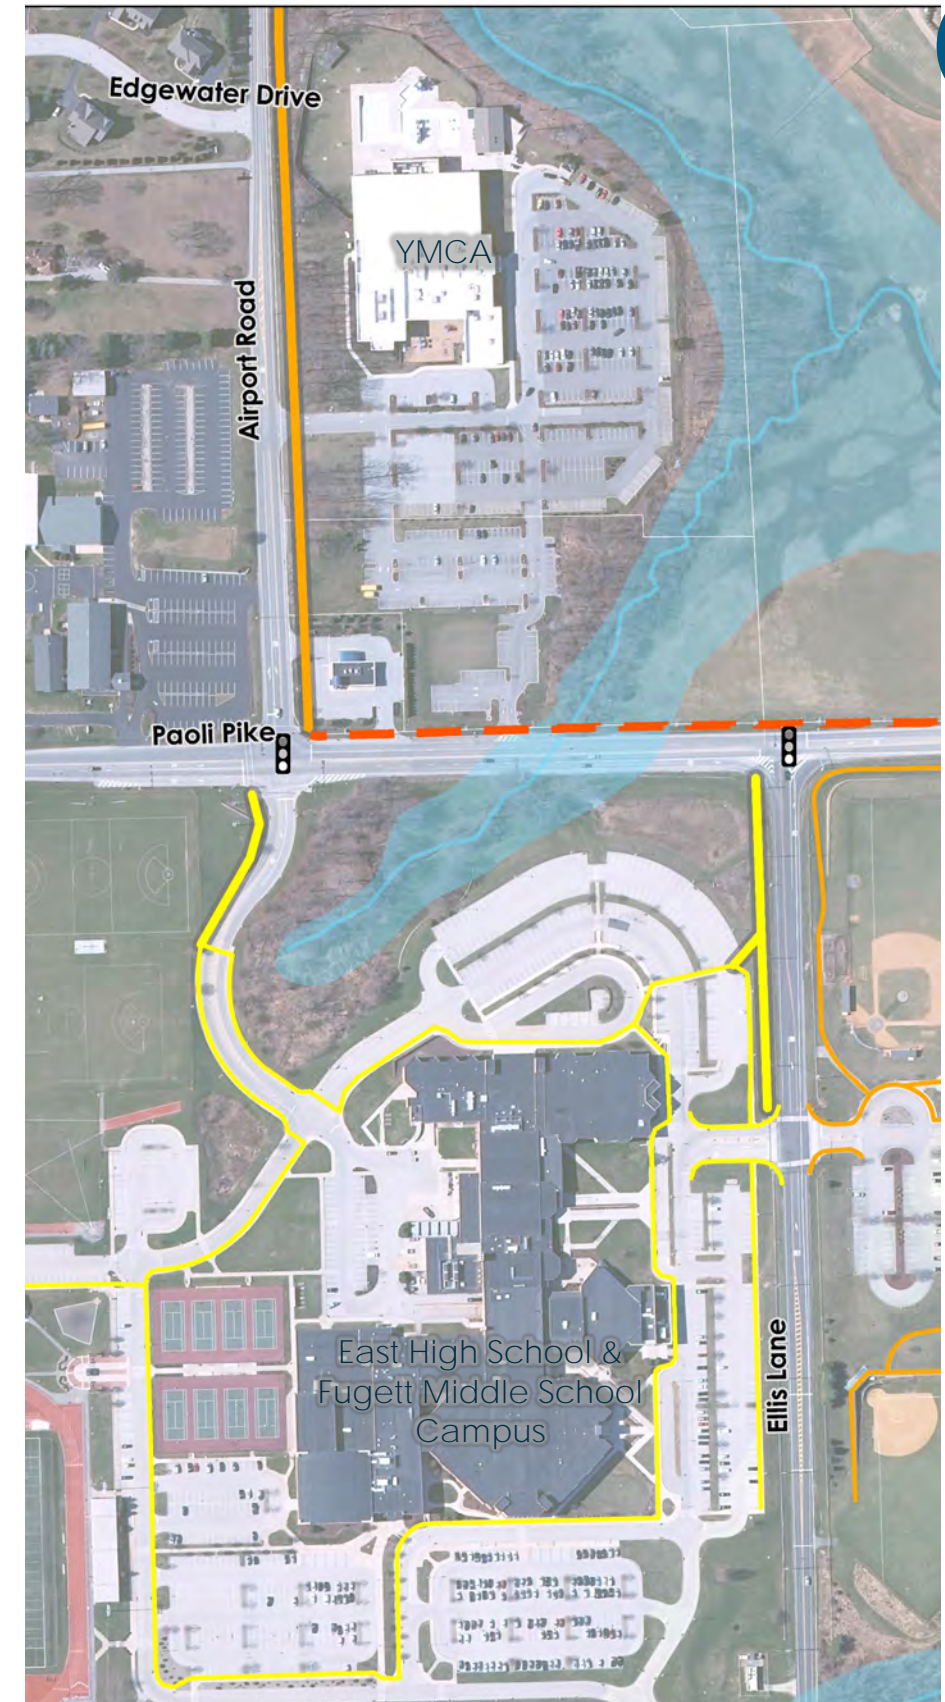 Edgewater Drive
YMCA
Airport Road
Paoli Pike
Ellis Lane
East High School &
Fugett Middle School
Campus